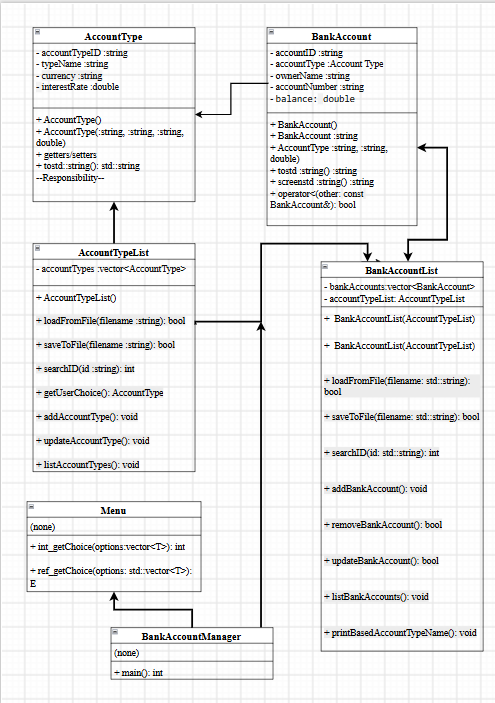 AccountType
- accountTypeID :string
- typeName :string
- currency :string
- interestRate :double
+ AccountType()
+ AccountType(:string, :string, :string,
double)
+ getters/setters
+ tostd::string(): std::string
--Responsibility--
BankAccount
- accountID :string
- accountType :Account Type
- ownerName :string
- accountNumber :string
- balance: double
+ BankAccount()
+ BankAccount :string
+ AccountType :string, :string,
double)
+ tostd :string() :string
+ screenstd :string() :string
+ operator<(other: const
BankAccount&): bool
AccountTypeList
- accountTypes :vector<AccountType>
+ AccountTypeList()
+ loadFromFile(filename :string): bool
+ saveToFile(filename :string): bool
+ searchID(id :string): int
+ getUserChoice(): AccountType
+ addAccountType(): void
+ updateAccountType(): void
+ listAccountTypes(): void
BankAccountList
- bankAccounts:vector<BankAccount>
- accountTypeList: AccountTypeList
+ BankAccountList(AccountTypeList)
+ BankAccountList(AccountTypeList)
+ loadFromFile(filename: std::string):
bool
+ saveToFile(filename: std::string): bool
+ searchID(id: std::string): int
+ addBankAccount(): void
+ removeBankAccount(): bool
+ updateBankAccount(): bool
+ listBankAccounts(): void
+ printBasedAccountTypeName(): void
Menu
(none)
+ int_getChoice(options:vector<T>): int
+ ref_getChoice(options: std::vector<T>):
E
BankAccountManager
(none)
+ main(): int